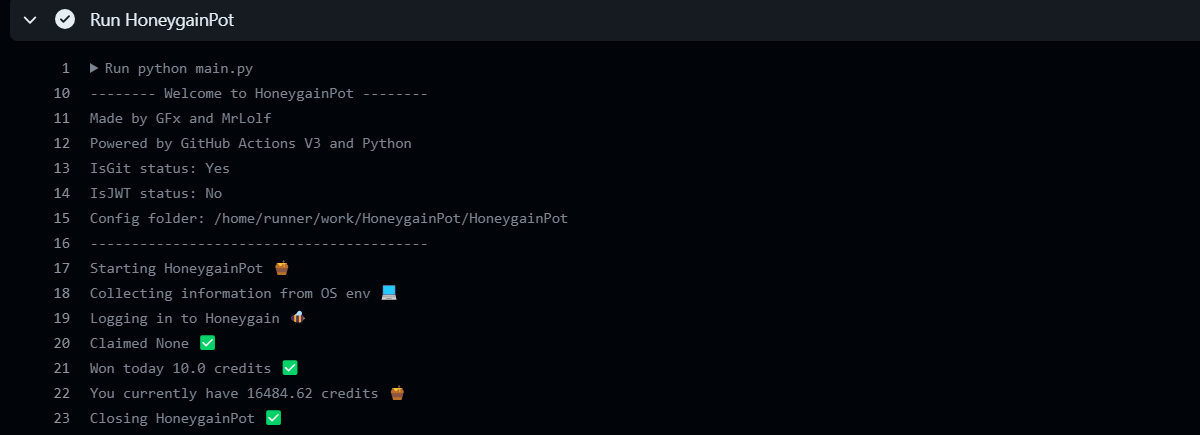 Run HoneygainPot
1 ▶ Run python main.py
10 -------- Welcome to HoneygainPot --------
11 Made by GFx and MrLolf
12 Powered by GitHub Actions V3 and Python
13 IsGit status: Yes
14 IsJWT status: No
15 Config folder: /home/runner/work/HoneygainPot/HoneygainPot
16 -----------------------------------------
17 Starting HoneygainPot 🍯
18 Collecting information from OS env 💻
19 Logging in to Honeygain 🐝
20 Claimed None ✅
21 Won today 10.0 credits ✅
22 You currently have 16484.62 credits 🍯
23 Closing HoneygainPot ✅